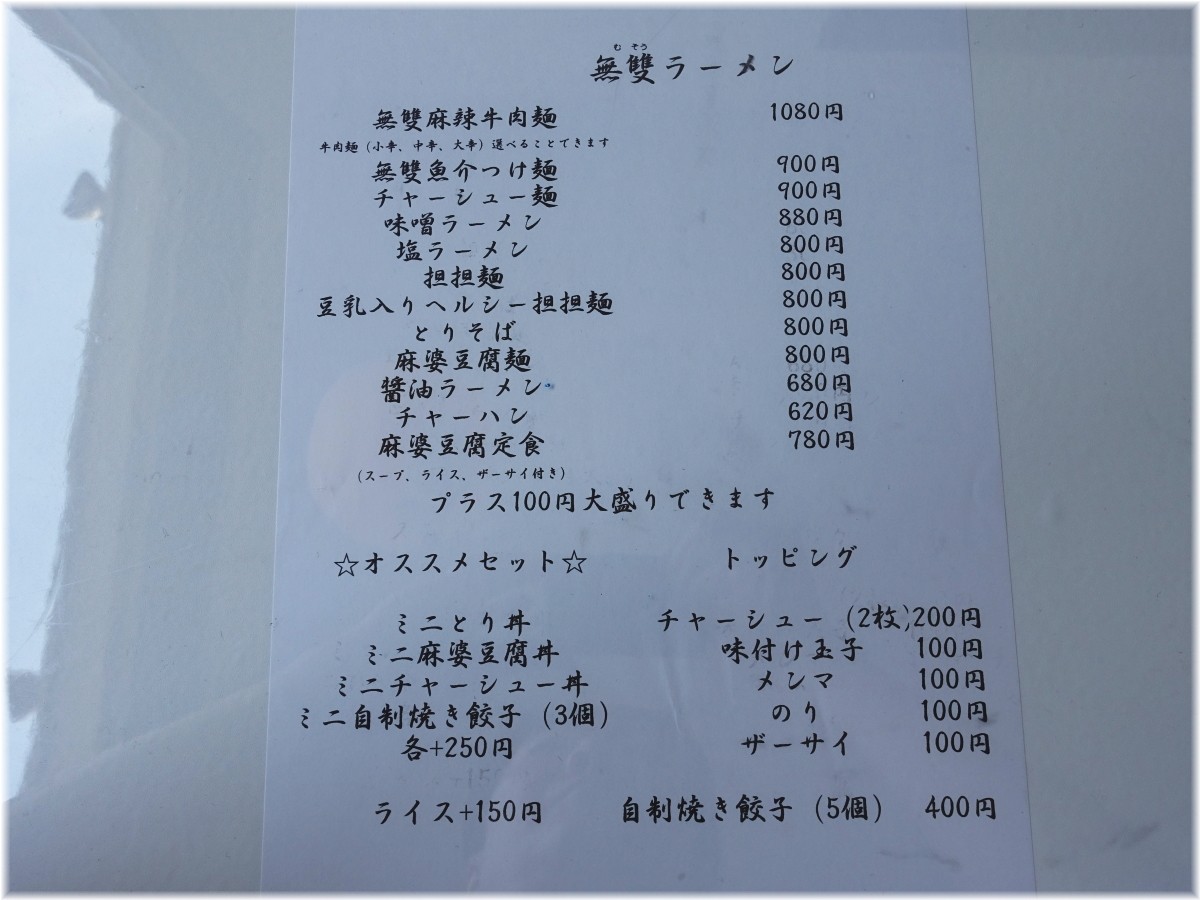 む そう
無雙ラーメン
無雙麻辣牛肉麺 1080円
牛肉麺（小辛、中辛、大辛）選べることできます
無雙魚介つけ麺 900円
チャーシュー麺 900円
味噌ラーメン 880円
塩ラーメン 800円
担担麺 800円
豆乳入りヘルシー担担麺 800円
とりそば 800円
麻婆豆腐麺 800円
醬油ラーメン 680円
チャーハン 620円
麻婆豆腐定食 780円
（スープ、ライス、ザーサイ付き）
プラス100円大盛りできます
☆オススメセット☆ トッピング
ミニとり丼 チャーシュー（2枚）200円
ミニ麻婆豆腐丼 味付け玉子 100円
ミニチャーシュー丼 メンマ 100円
ミニ自制焼き餃子（3個） のり 100円
各+250円 ザーサイ 100円
ライス+150円 自制焼き餃子（5個） 400円